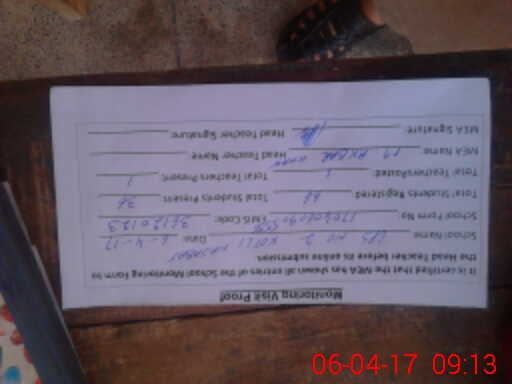 Monitoring Visit Proof
It is certified that the MEA has shown all entries of the School Monitoring Form to
the Head Teacher before its online submission.
School Name: GPS NO 2 KOTLI Date: 6-4-17
School Form No EMIS Code:
Total Students Registered Total Students Present: 38
Total Teachers Posted: 1 Total Teachers Present: 1
MEA Name: M AKBAR KHAN Head Teacher Name:
MEA Signature: Head Teacher Signature:
06-04-17 09:13